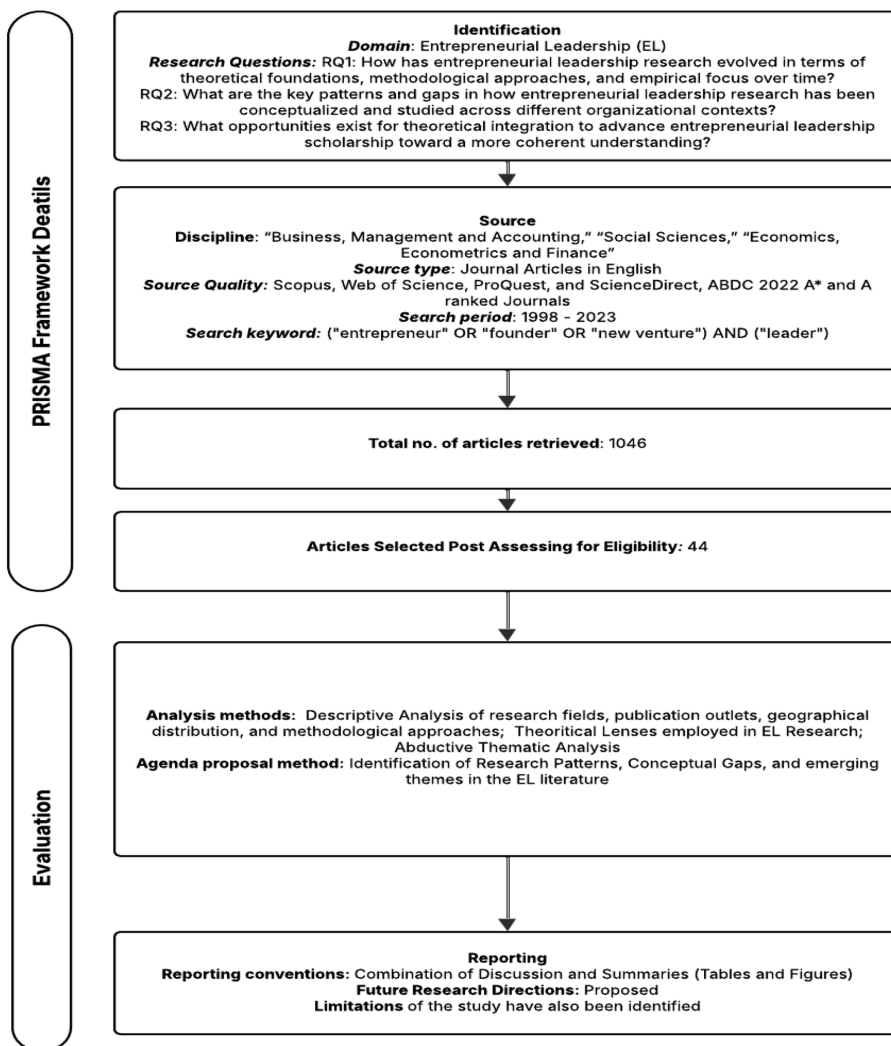 PRISMA Framework Deatils
Identification
Domain: Entrepreneurial Leadership (EL)
Research Questions: RQ1: How has entrepreneurial leadership research evolved in terms of
theoretical foundations, methodological approaches, and empirical focus over time?
RQ2: What are the key patterns and gaps in how entrepreneurial leadership research has been
conceptualized and studied across different organizational contexts?
RQ3: What opportunities exist for theoretical integration to advance entrepreneurial leadership
scholarship toward a more coherent understanding?
Source
Discipline: “Business, Management and Accounting,” “Social Sciences,” “Economics,
Econometrics and Finance”
Source type: Journal Articles in English
Source Quality: Scopus, Web of Science, ProQuest, and ScienceDirect, ABDC 2022 A* and A
ranked Journals
Search period: 1998 - 2023
Search keyword: ("entrepreneur" OR "founder" OR "new venture") AND ("leader")
Total no. of articles retrieved: 1046
Articles Selected Post Assessing for Eligibility: 44
Evaluation
Analysis methods: Descriptive Analysis of research fields, publication outlets, geographical
distribution, and methodological approaches; Theoritical Lenses employed in EL Research;
Abductive Thematic Analysis
Agenda proposal method: Identification of Research Patterns, Conceptual Gaps, and emerging
themes in the EL literature
Reporting
Reporting conventions: Combination of Discussion and Summaries (Tables and Figures)
Future Research Directions: Proposed
Limitations of the study have also been identified